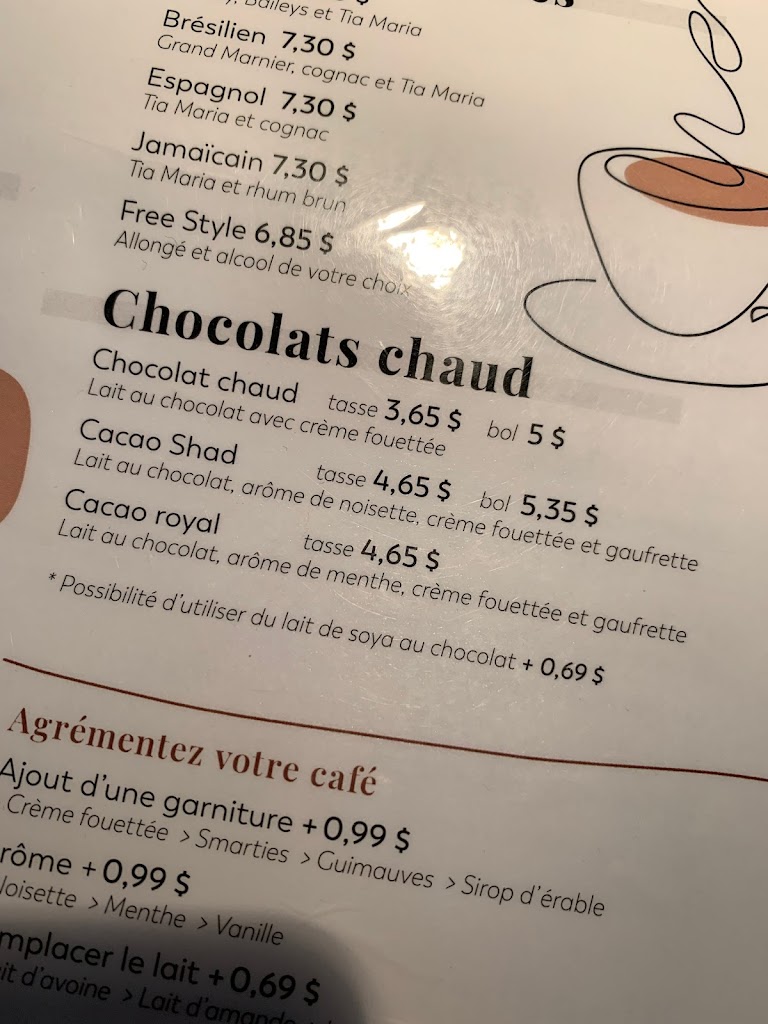 Baileys et Tia Maria
Brésilien 7,30 $
Grand Marnier, cognac et Tia Maria
Espagnol 7,30 $
Tia Maria et cognac
Jamaïcain 7,30 $
Tia Maria et rhum brun
Free Style 6,85 $
Allongé et alcool de votre choix
Chocolats chaud
Chocolat chaud tasse 3,65 $ bol 5 $
Lait au chocolat avec crème fouettée
Cacao Shad tasse 4,65 $ bol 5,35 $
Lait au chocolat, arôme de noisette, crème fouettée et gaufrette
Cacao royal tasse 4,65 $
Lait au chocolat, arôme de menthe, crème fouettée et gaufrette
* Possibilité d'utiliser du lait de soya au chocolat + 0,69 $
Agrémentez votre café
Ajout d'une garniture + 0,99 $
Crème fouettée > Smarties > Guimauves > Sirop d'érable
rôme + 0,99 $
oisette > Menthe > Vanille
mplacer le lait + 0,69 $
it d'avoine > Lait d'amande